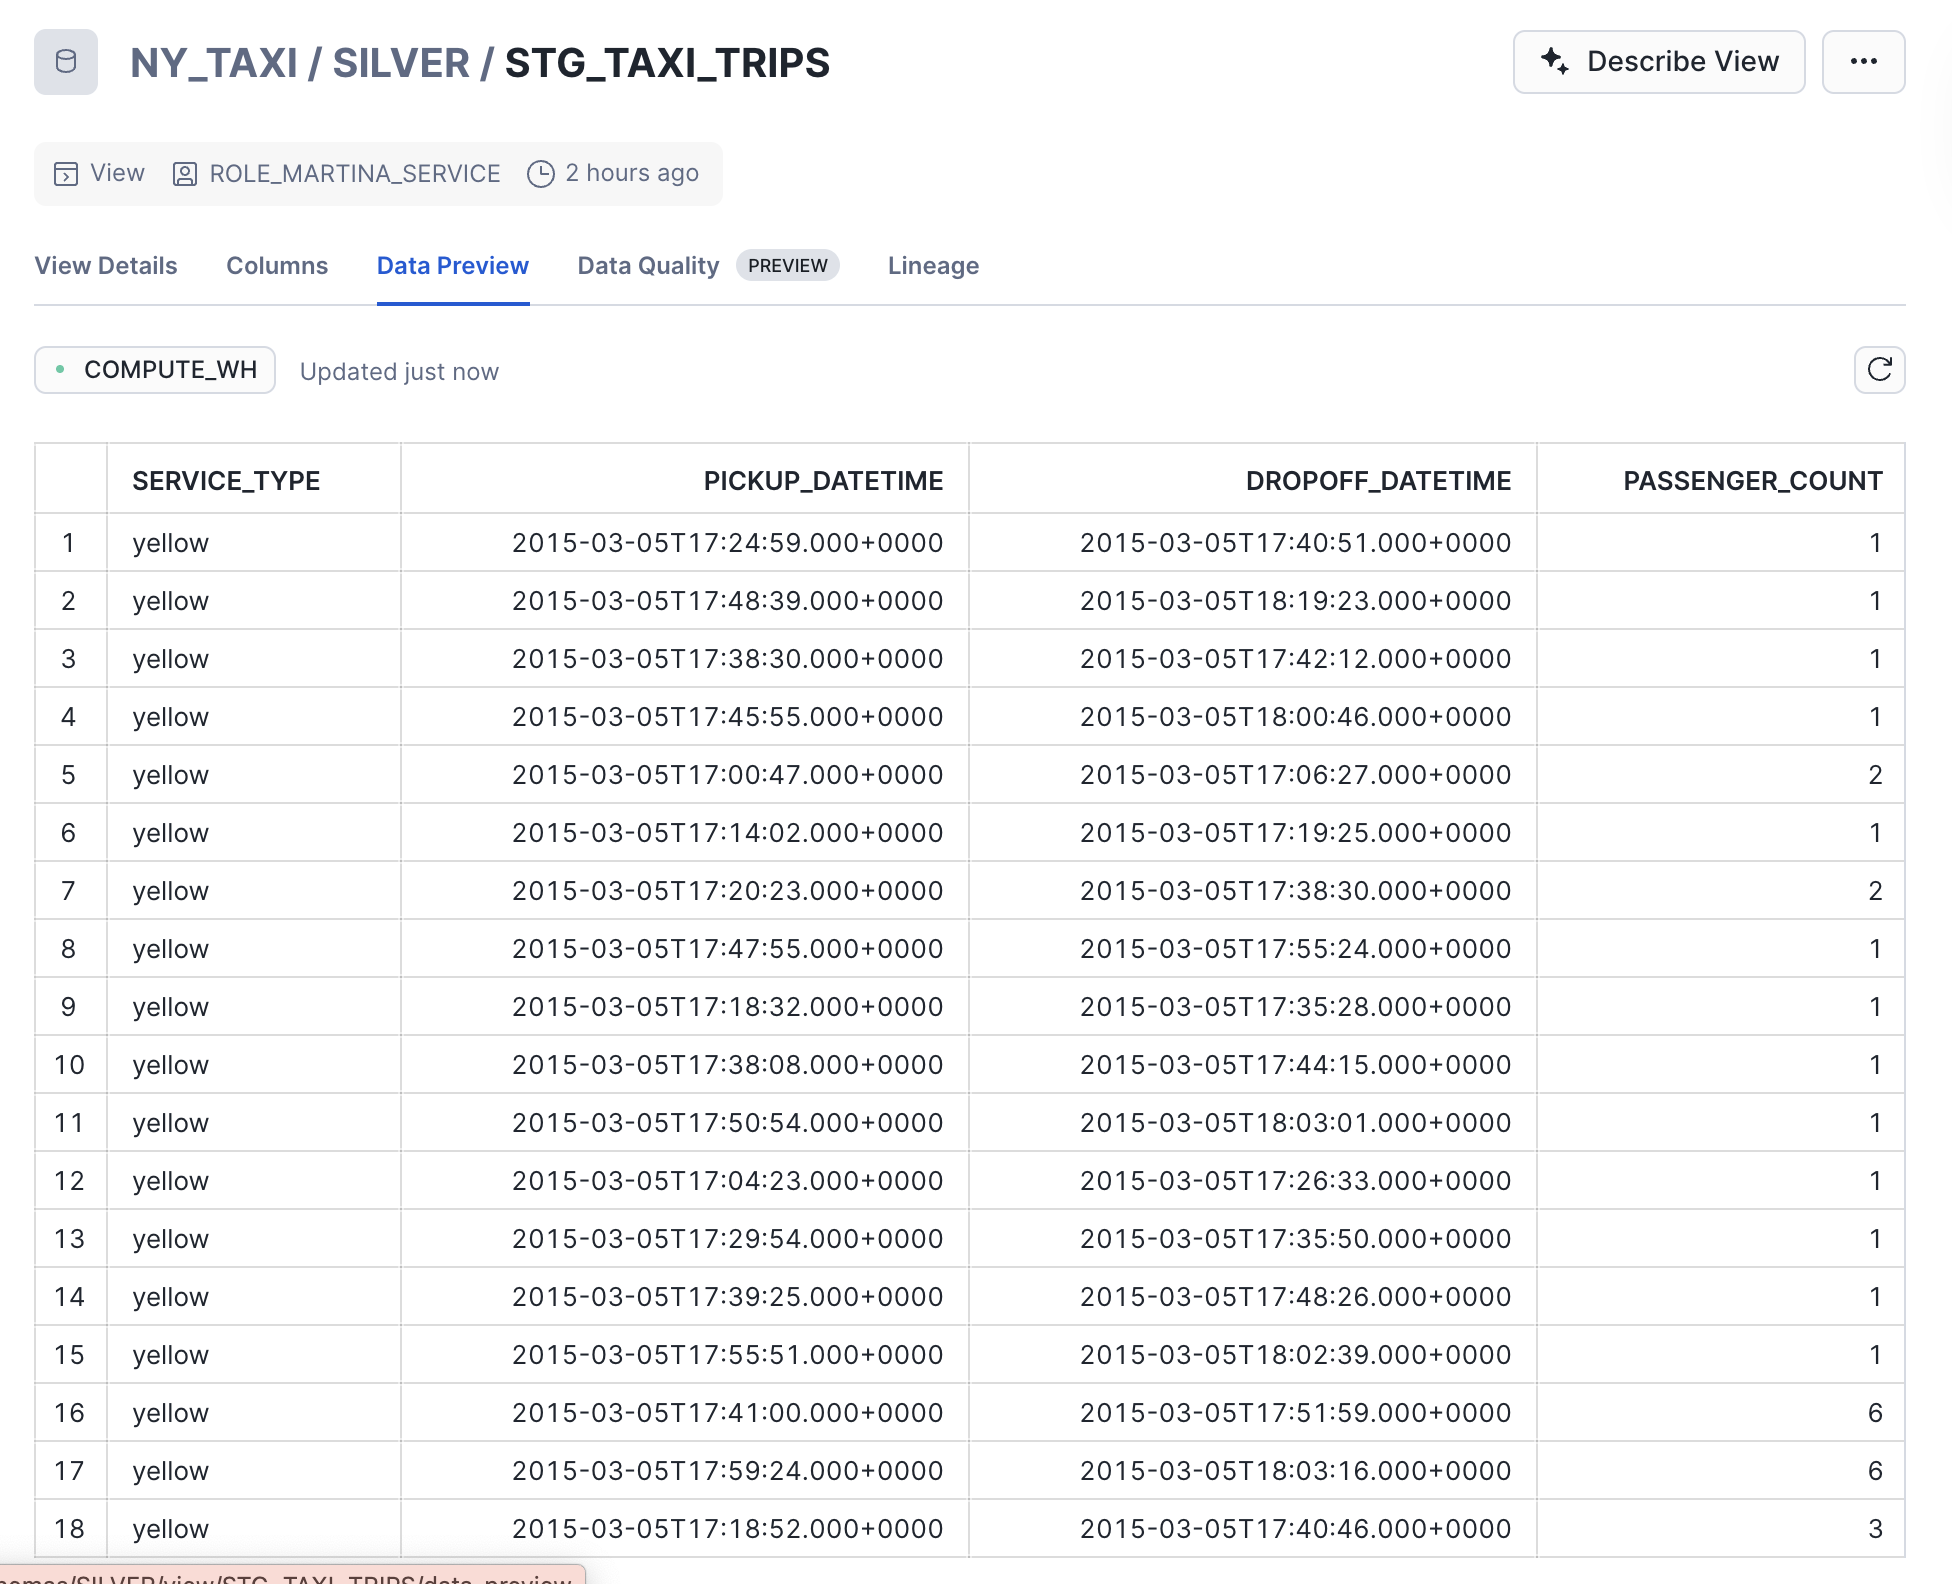 NY_TAXI / SILVER / STG_TAXI_TRIPS
Describe View
View ROLE_MARTINA_SERVICE 2 hours ago
View Details Columns Data Preview Data Quality PREVIEW Lineage
COMPUTE_WH Updated just now
SERVICE_TYPE PICKUP_DATETIME DROPOFF_DATETIME PASSENGER_COUNT
1 yellow 2015-03-05T17:24:59.000+0000 2015-03-05T17:40:51.000+0000 1
2 yellow 2015-03-05T17:48:39.000+0000 2015-03-05T18:19:23.000+0000 1
3 yellow 2015-03-05T17:38:30.000+0000 2015-03-05T17:42:12.000+0000 1
4 yellow 2015-03-05T17:45:55.000+0000 2015-03-05T18:00:46.000+0000 1
5 yellow 2015-03-05T17:00:47.000+0000 2015-03-05T17:06:27.000+0000 2
6 yellow 2015-03-05T17:14:02.000+0000 2015-03-05T17:19:25.000+0000 1
7 yellow 2015-03-05T17:20:23.000+0000 2015-03-05T17:38:30.000+0000 2
8 yellow 2015-03-05T17:47:55.000+0000 2015-03-05T17:55:24.000+0000 1
9 yellow 2015-03-05T17:18:32.000+0000 2015-03-05T17:35:28.000+0000 1
10 yellow 2015-03-05T17:38:08.000+0000 2015-03-05T17:44:15.000+0000 1
11 yellow 2015-03-05T17:50:54.000+0000 2015-03-05T18:03:01.000+0000 1
12 yellow 2015-03-05T17:04:23.000+0000 2015-03-05T17:26:33.000+0000 1
13 yellow 2015-03-05T17:29:54.000+0000 2015-03-05T17:35:50.000+0000 1
14 yellow 2015-03-05T17:39:25.000+0000 2015-03-05T17:48:26.000+0000 1
15 yellow 2015-03-05T17:55:51.000+0000 2015-03-05T18:02:39.000+0000 1
16 yellow 2015-03-05T17:41:00.000+0000 2015-03-05T17:51:59.000+0000 6
17 yellow 2015-03-05T17:59:24.000+0000 2015-03-05T18:03:16.000+0000 6
18 yellow 2015-03-05T17:18:52.000+0000 2015-03-05T17:40:46.000+0000 3
/SILVER/view/STG_TAXI_TRIPS/data-preview